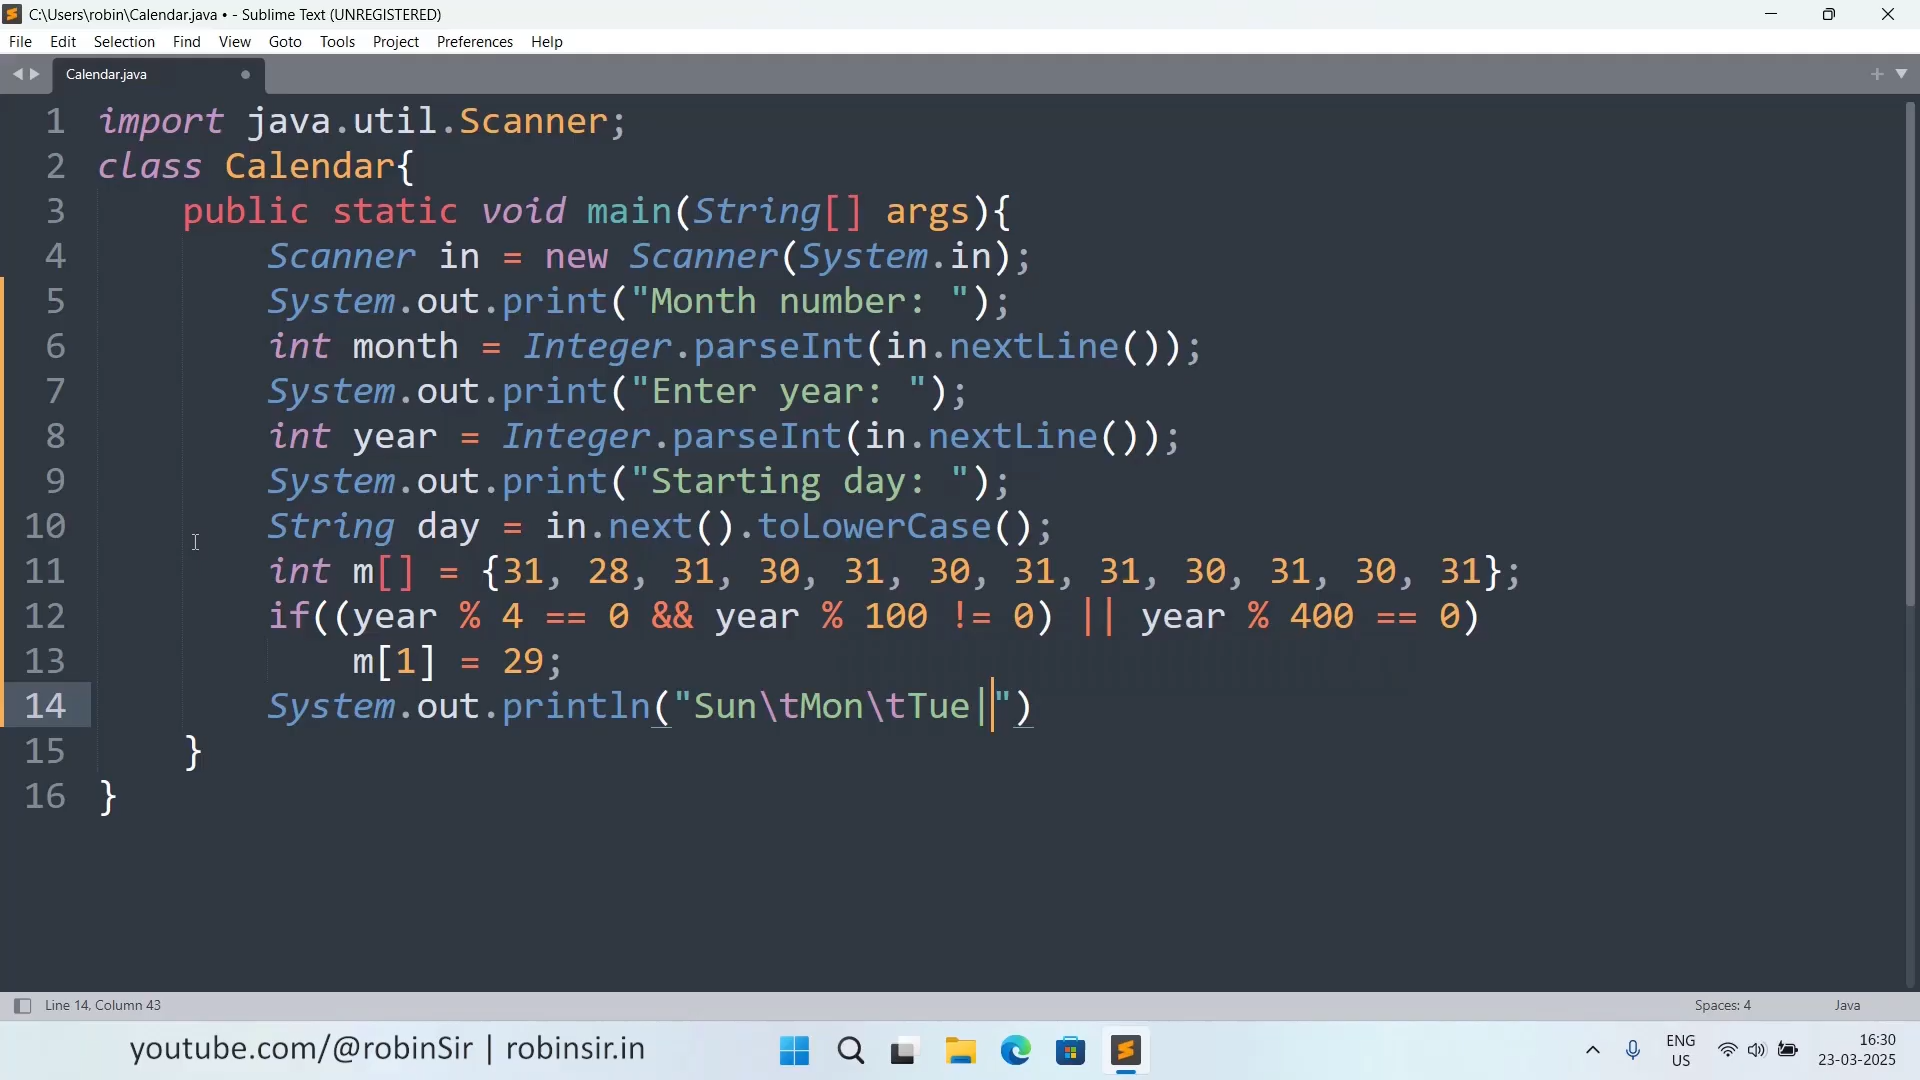 C:\Users\robin\Calendar.java • - Sublime Text (UNREGISTERED)
File Edit Selection Find View Goto Tools Project Preferences Help
Calendar.java
1 import java.util.Scanner;
2 class Calendar{
3 public static void main(String[] args){
4 Scanner in = new Scanner(System.in);
5 System.out.print("Month number: ");
6 int month = Integer.parseInt(in.nextLine());
7 System.out.print("Enter year: ");
8 int year = Integer.parseInt(in.nextLine());
9 System.out.print("Starting day: ");
10 String day = in.next().toLowerCase();
11 int m[] = {31, 28, 31, 30, 31, 30, 31, 31, 30, 31, 30, 31};
12 if((year % 4 == 0 && year % 100 != 0) || year % 400 == 0)
13 m[1] = 29;
14 System.out.println("Sun\tMon\tTue|")
15 }
16 }
Line 14, Column 43 Spaces: 4 Java
youtube.com/@robinSir | robinsir.in
ENG
US
16:30
23-03-2025